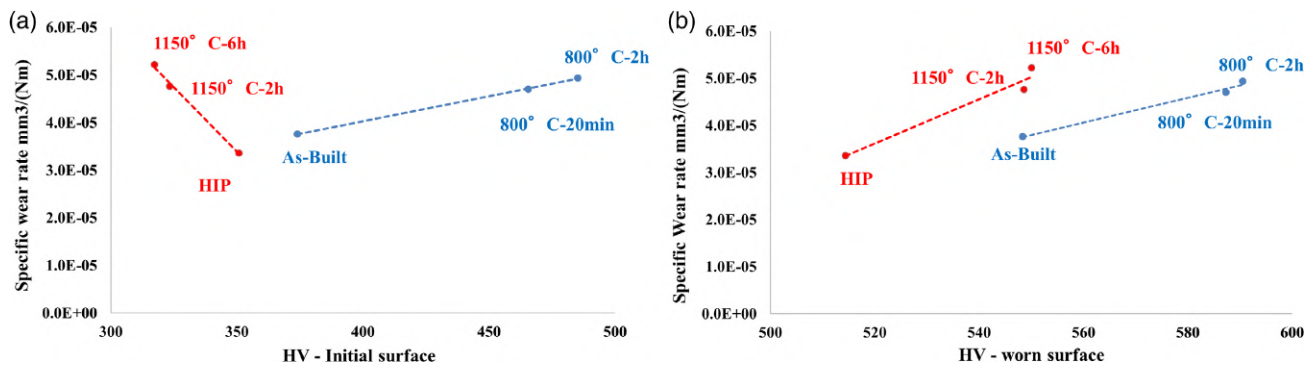 (a)
6.0E-05
5.0E-05
4.0E-05
3.0E-05
2.0E-05
1.0E-05
0.0E+00
Specific wear rate mm3/(Nm)
1150° C-6h
1150° C-2h
HIP
As-Built
800° C-2h
800° C-20min
300
350
400
450
500
HV - Initial surface
(b)
6.0E-05
5.0E-05
4.0E-05
3.0E-05
2.0E-05
1.0E-05
0.0E+00
Specific Wear rate mm3/(Nm)
1150° C-6h
1150° C-2h
HIP
As-Built
800° C-2h
800° C-20min
500
520
540
560
580
600
HV - worn surface